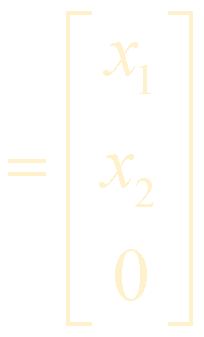 x₁
= x₂
0